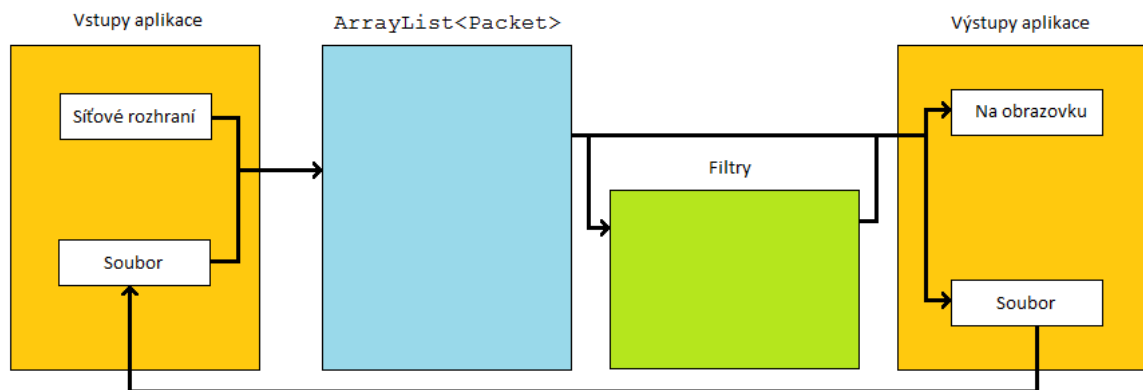 Vstupy aplikace
ArrayList<Packet>
Výstupy aplikace
Síťové rozhraní
Na obrazovku
Filtry
Soubor
Soubor